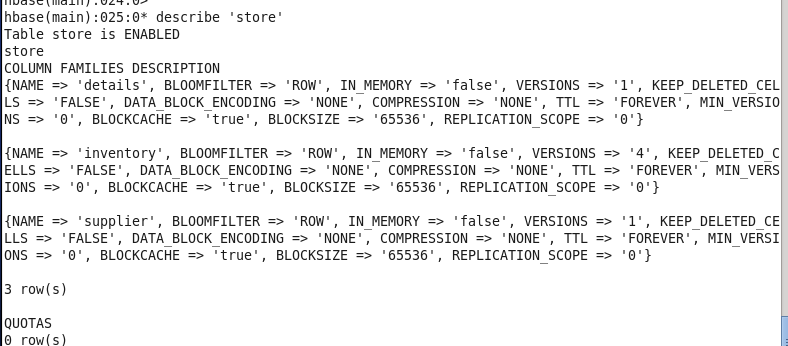 hbase(main):024:0>
hbase(main):025:0* describe 'store'
Table store is ENABLED
store
COLUMN FAMILIES DESCRIPTION
{NAME => 'details', BLOOMFILTER => 'ROW', IN_MEMORY => 'false', VERSIONS => '1', KEEP_DELETED_CEL
LS => 'FALSE', DATA_BLOCK_ENCODING => 'NONE', COMPRESSION => 'NONE', TTL => 'FOREVER', MIN_VERSIO
NS => '0', BLOCKCACHE => 'true', BLOCKSIZE => '65536', REPLICATION_SCOPE => '0'}
{NAME => 'inventory', BLOOMFILTER => 'ROW', IN_MEMORY => 'false', VERSIONS => '4', KEEP_DELETED_C
ELLS => 'FALSE', DATA_BLOCK_ENCODING => 'NONE', COMPRESSION => 'NONE', TTL => 'FOREVER', MIN_VERS
IONS => '0', BLOCKCACHE => 'true', BLOCKSIZE => '65536', REPLICATION_SCOPE => '0'}
{NAME => 'supplier', BLOOMFILTER => 'ROW', IN_MEMORY => 'false', VERSIONS => '1', KEEP_DELETED_CE
LLS => 'FALSE', DATA_BLOCK_ENCODING => 'NONE', COMPRESSION => 'NONE', TTL => 'FOREVER', MIN_VERSI
ONS => '0', BLOCKCACHE => 'true', BLOCKSIZE => '65536', REPLICATION_SCOPE => '0'}
3 row(s)
QUOTAS
0 row(s)